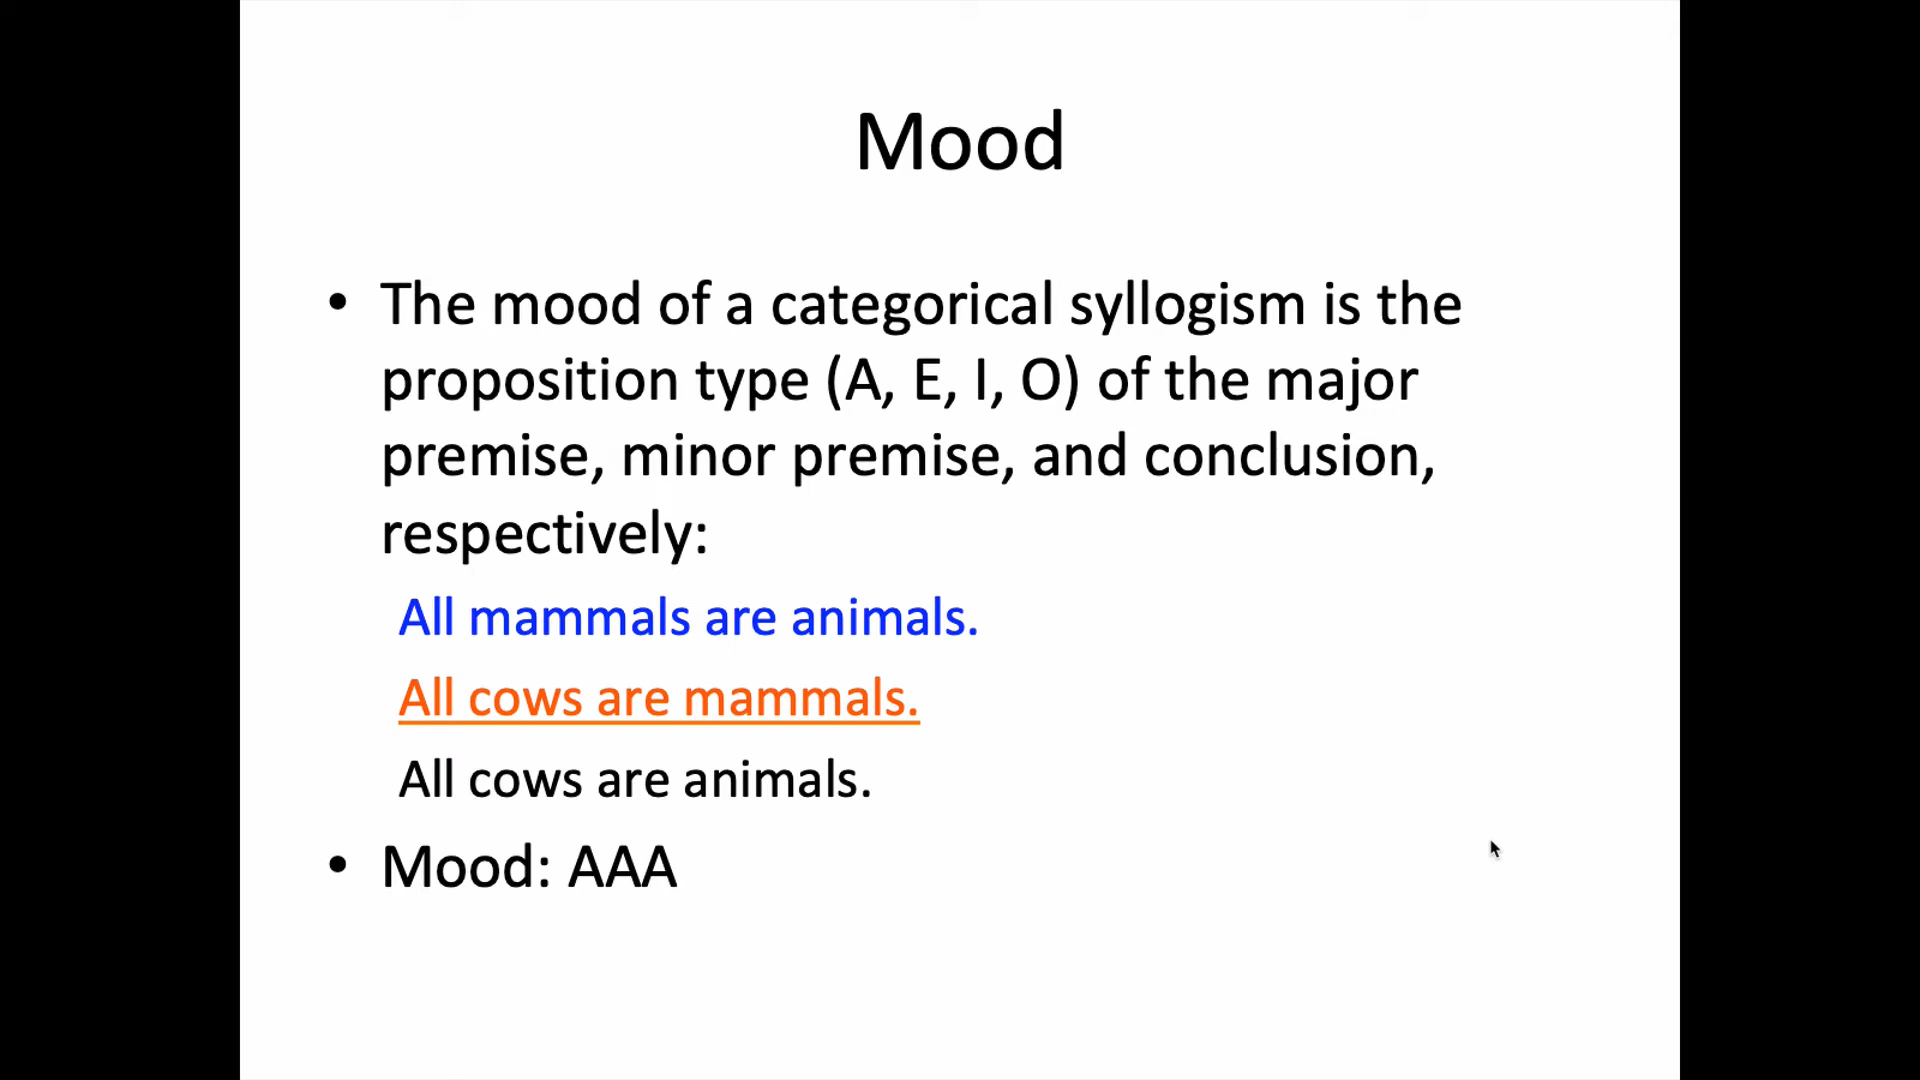 Mood
• The mood of a categorical syllogism is the
proposition type (A, E, I, O) of the major
premise, minor premise, and conclusion,
respectively:
All mammals are animals.
All cows are mammals.
All cows are animals.
• Mood: AAA